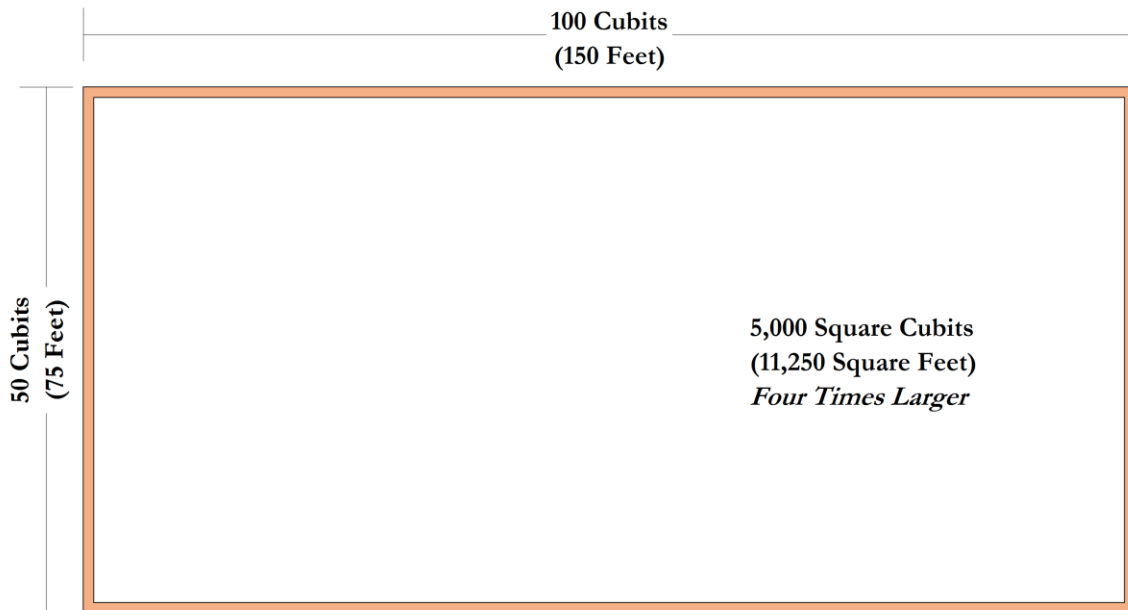 100 Cubits
(150 Feet)
50 Cubits
(75 Feet)
5,000 Square Cubits
(11,250 Square Feet)
Four Times Larger